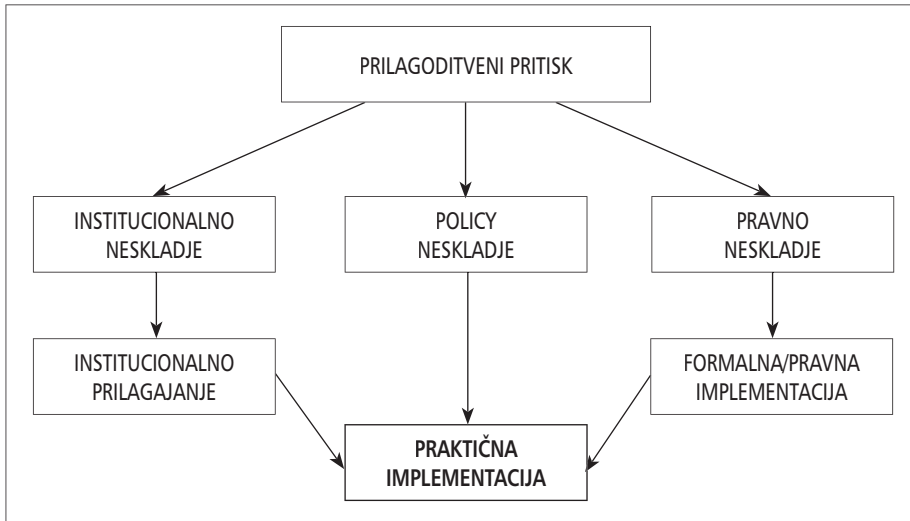 PRILAGODITVENI PRITISK
INSTITUCIONALNO
NESKLADJE
POLICY
NESKLADJE
PRAVNO
NESKLADJE
INSTITUCIONALNO
PRILAGAJANJE
FORMALNA/PRAVNA
IMPLEMENTACIJA
PRAKTIČNA
IMPLEMENTACIJA